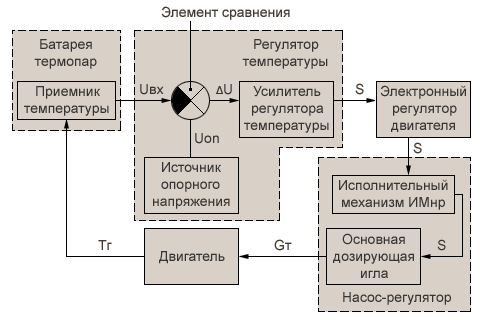 Элемент сравнения
Батарея
термопар
Регулятор
температуры
Приемник
температуры
Uвх
ΔU
Усилитель
регулятора
температуры
S
Электронный
регулятор
двигателя
Uоп
Источник
опорного
напряжения
S
Исполнительный
механизм ИМнр
Тг
Двигатель
Gт
Основная
дозирующая
игла
S
Насос-регулятор